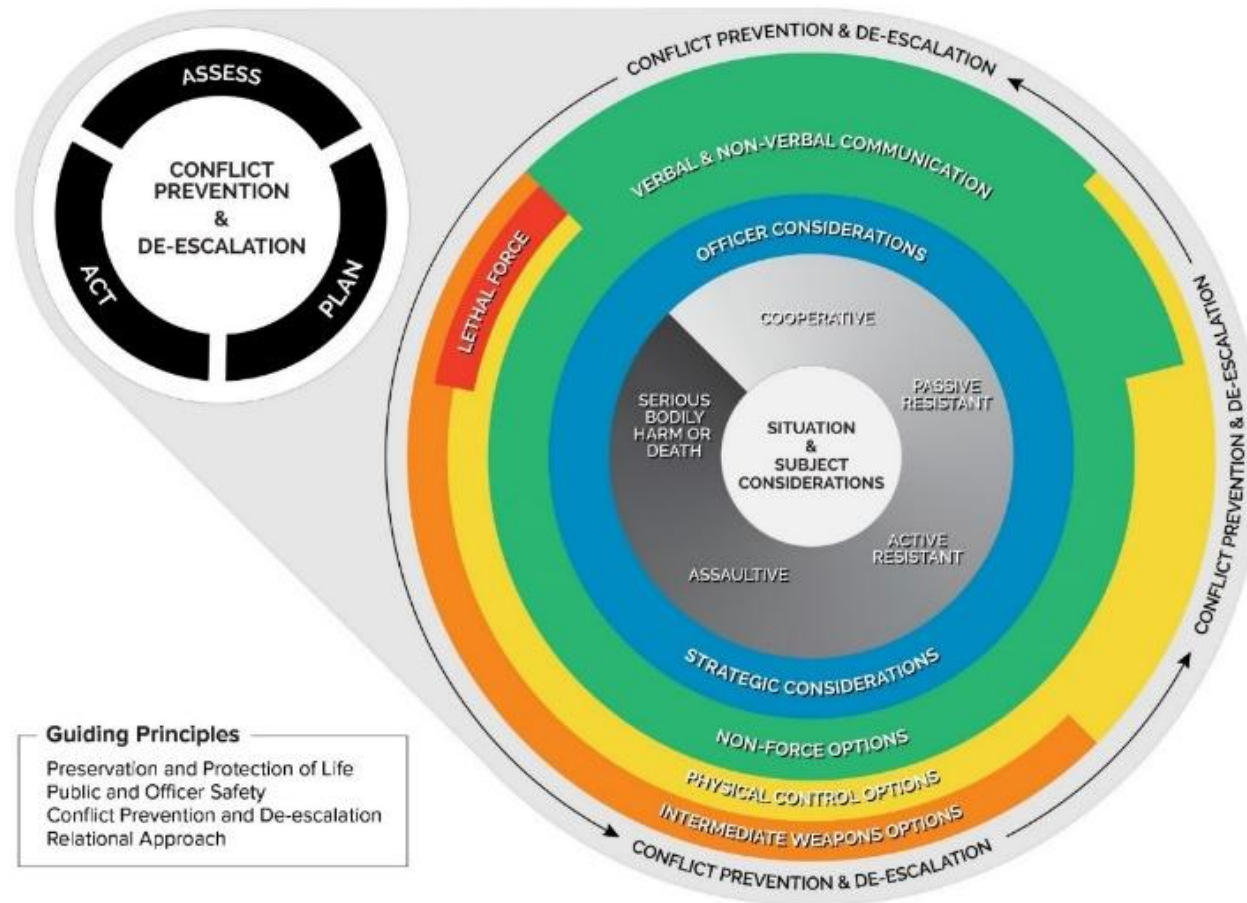 ASSESS
PLAN
ACT
CONFLICT
PREVENTION
&
DE-ESCALATION
CONFLICT PREVENTION & DE-ESCALATION
CONFLICT PREVENTION & DE-ESCALATION
CONFLICT PREVENTION & DE-ESCALATION
VERBAL & NON-VERBAL COMMUNICATION
OFFICER CONSIDERATIONS
LETHAL FORCE
COOPERATIVE
PASSIVE
RESISTANT
ACTIVE
RESISTANT
ASSAULTIVE
SERIOUS
BODILY
HARM OR
DEATH
SITUATION
&
SUBJECT
CONSIDERATIONS
STRATEGIC CONSIDERATIONS
NON-FORCE OPTIONS
PHYSICAL CONTROL OPTIONS
INTERMEDIATE WEAPONS OPTIONS
Guiding Principles
Preservation and Protection of Life
Public and Officer Safety
Conflict Prevention and De-escalation
Relational Approach